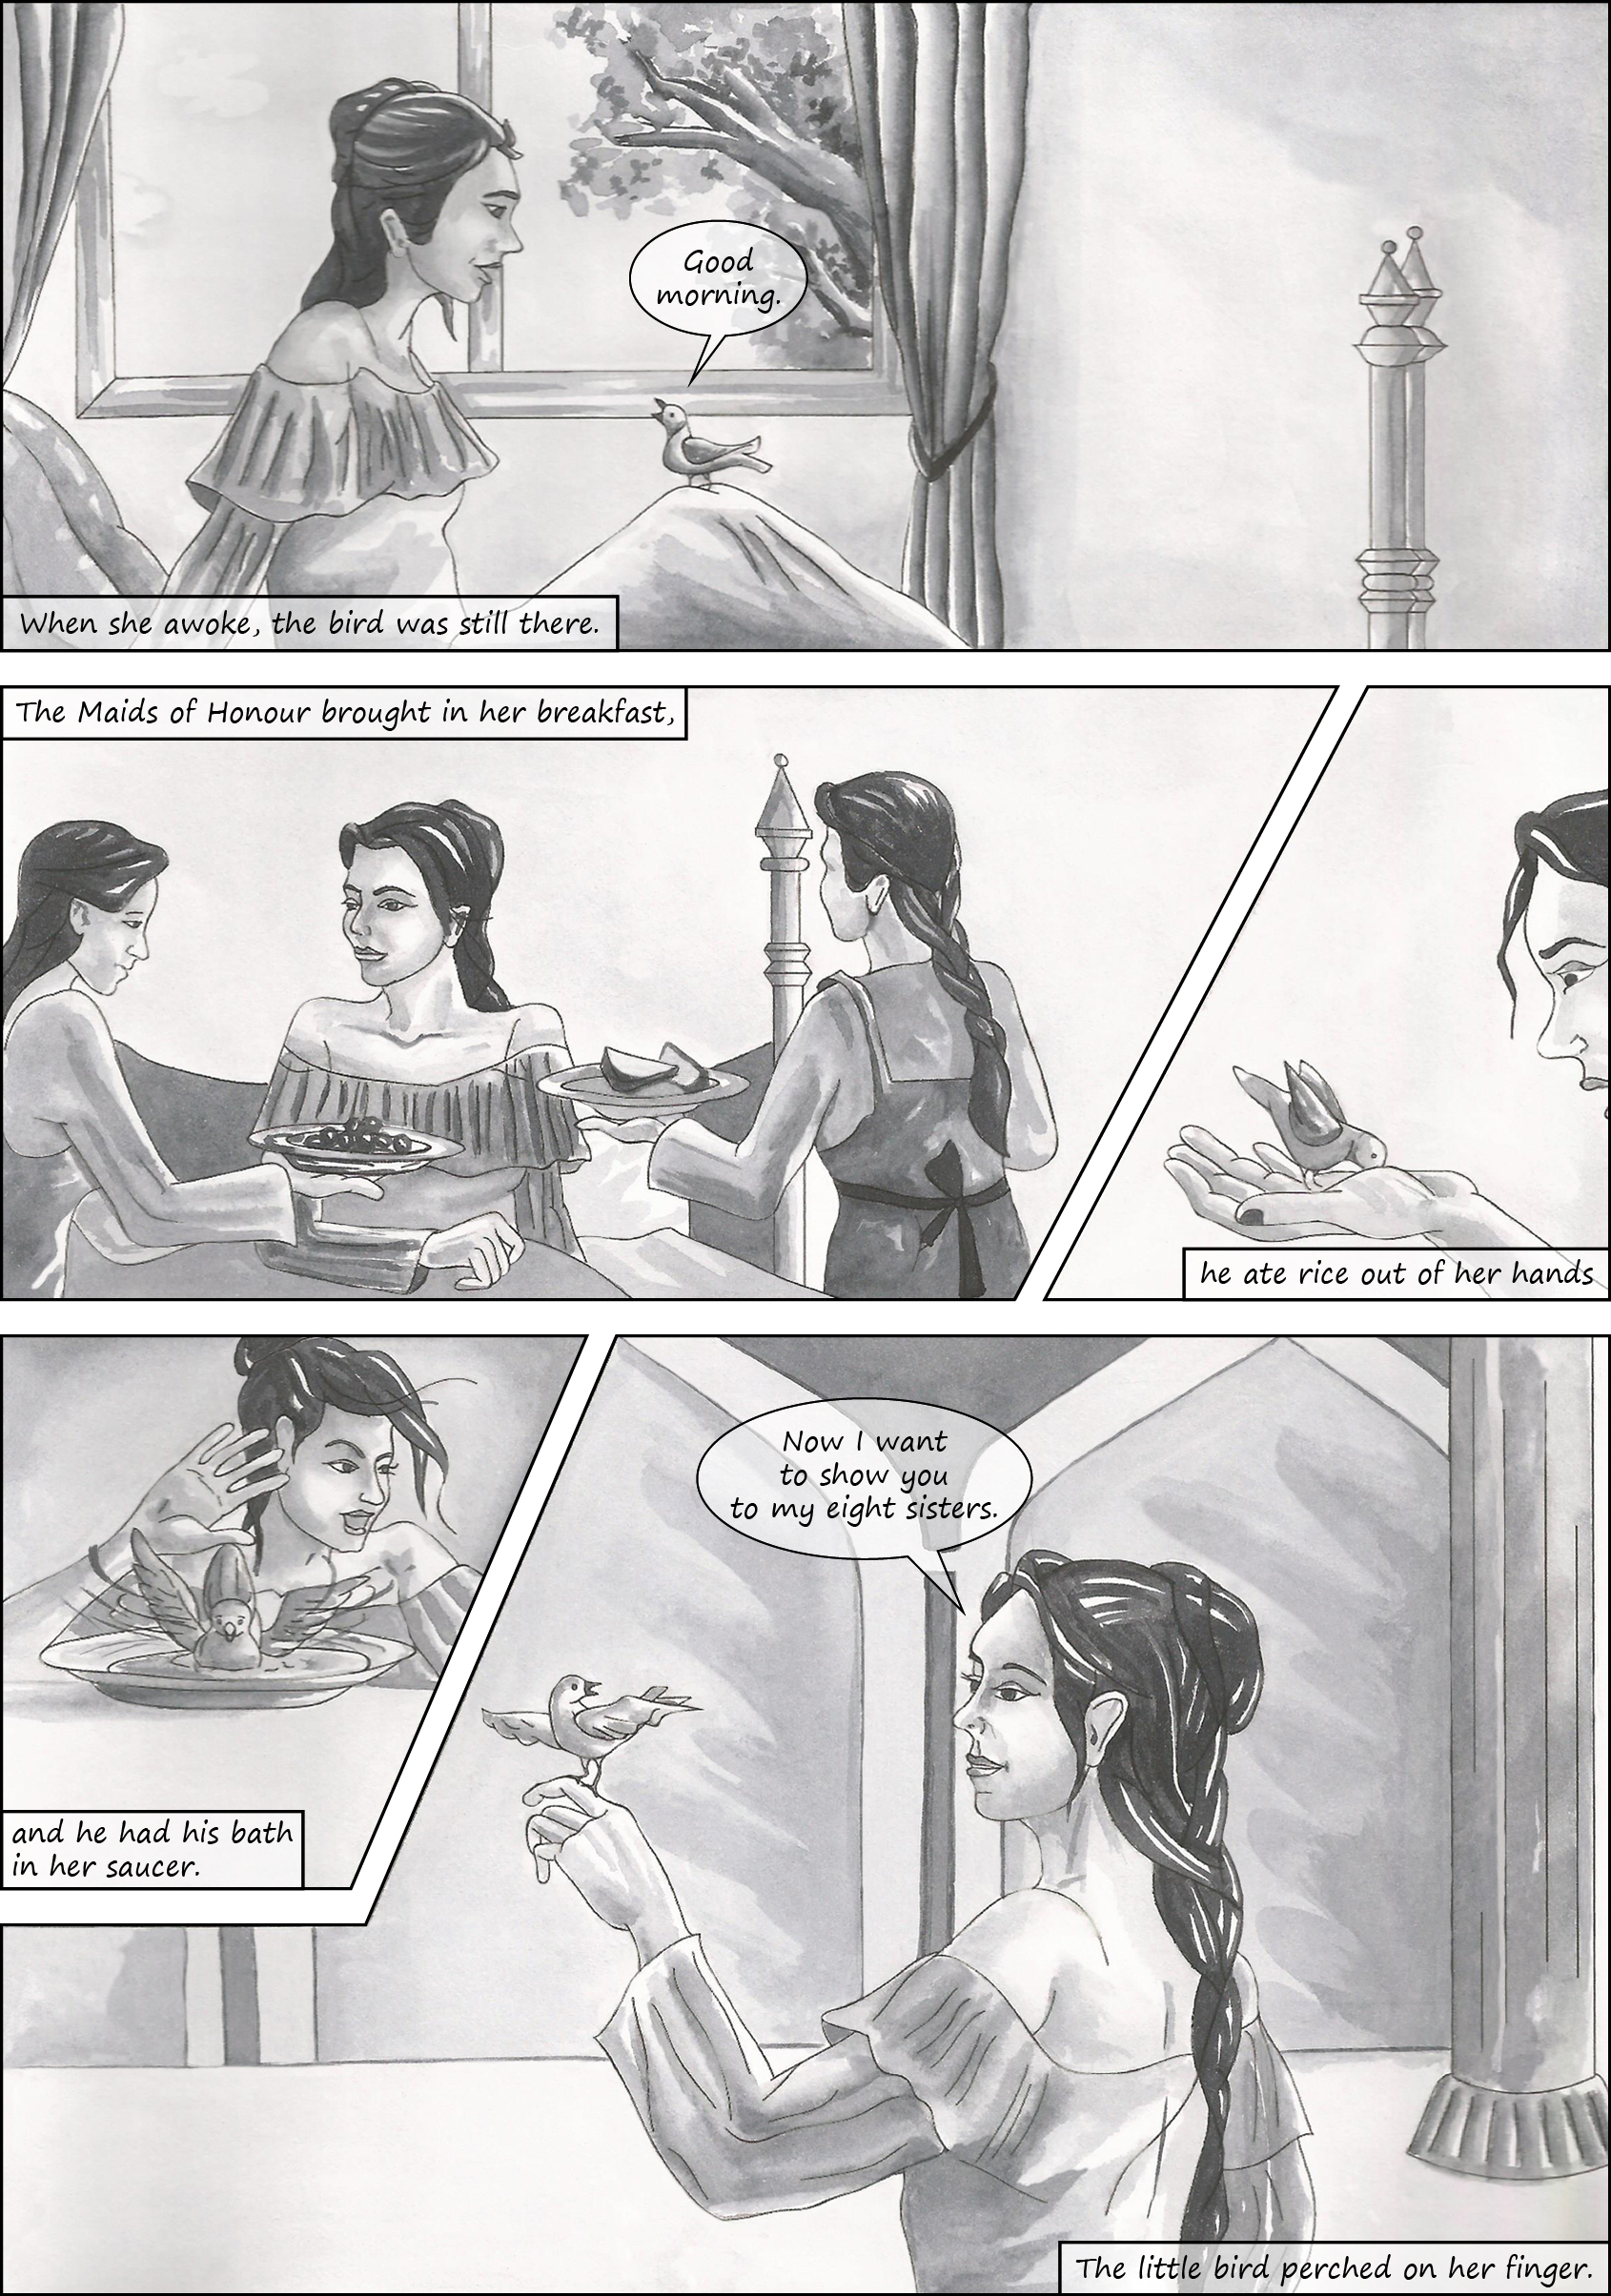 Good
morning.
When she awoke, the bird was still there.
The Maids of Honour brought in her breakfast,
he ate rice out of her hands
and he had his bath
in her saucer.
Now I want
to show you
to my eight sisters.
The little bird perched on her finger.